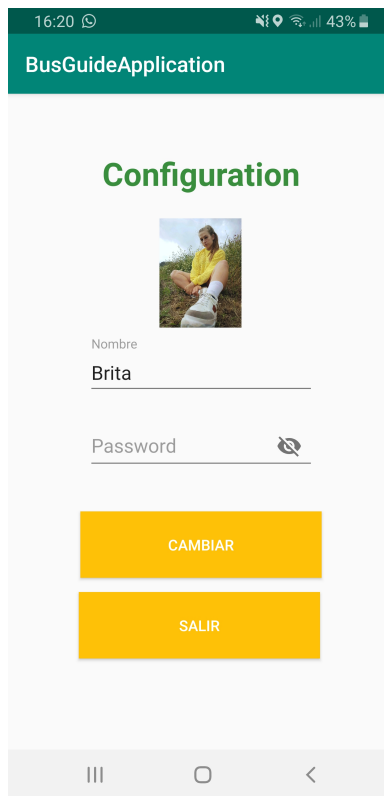 16:20 43%
BusGuideApplication
Configuration
Nombre
Brita
Password
CAMBIAR
SALIR